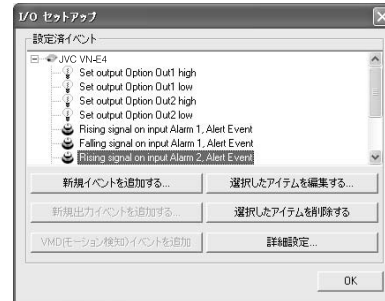 I/O セットアップ
設定済イベント
JVC VN-E4
Set output Option Out1 high
Set output Option Out1 low
Set output Option Out2 high
Set output Option Out2 low
Rising signal on input Alarm 1, Alert Event
Falling signal on input Alarm 1, Alert Event
Rising signal on input Alarm 2, Alert Event
新規イベントを追加する...
選択したアイテムを編集する...
新規出力イベントを追加する...
選択したアイテムを削除する
VMD(モーション検知)イベントを追加
詳細設定...
OK